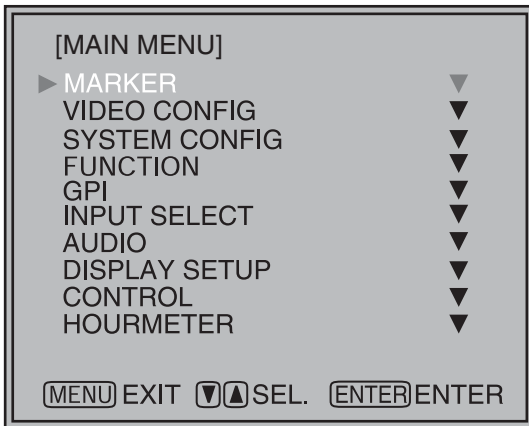 [MAIN MENU]
▶ MARKER ▼
VIDEO CONFIG ▼
SYSTEM CONFIG ▼
FUNCTION ▼
GPI ▼
INPUT SELECT ▼
AUDIO ▼
DISPLAY SETUP ▼
CONTROL ▼
HOURMETER ▼
MENU EXIT ▼▲ SEL. ENTER ENTER